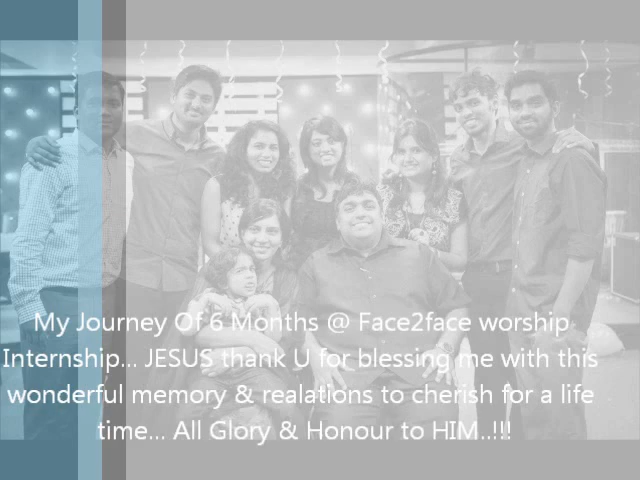 My Journey Of 6 Months @ Face2face worship
Internship... JESUS thank U for blessing me with this
wonderful memory & realations to cherish for a life
time... All Glory & Honour to HIM..!!!